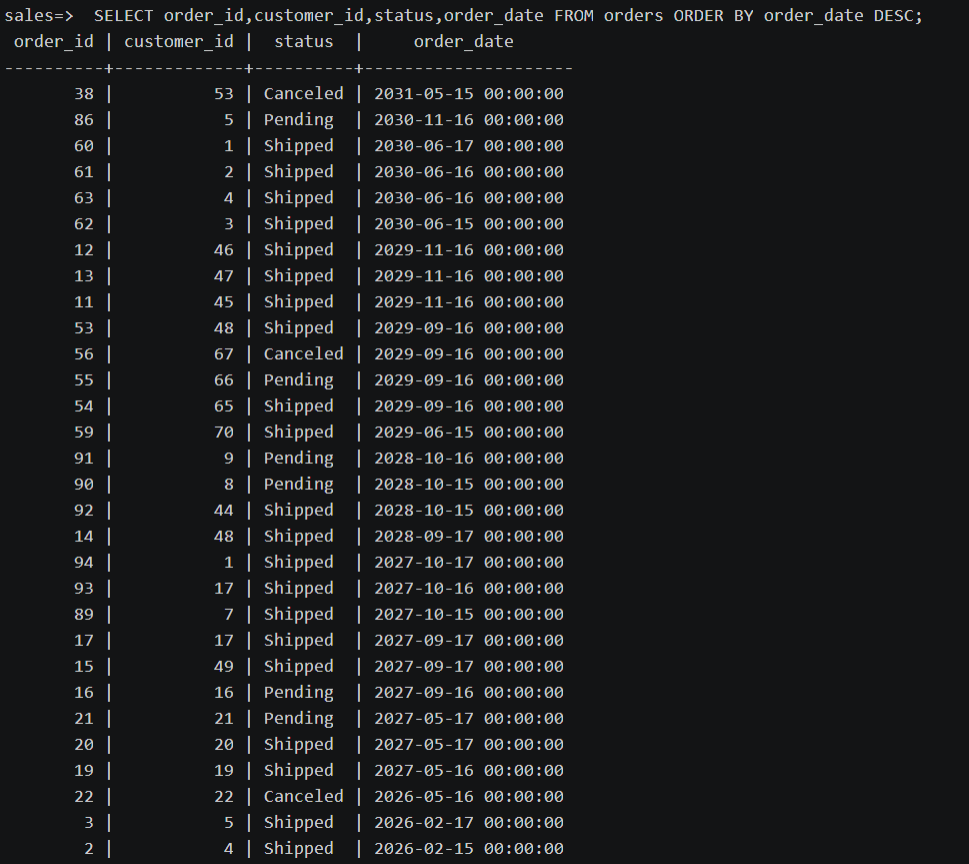 sales=>  SELECT order_id,customer_id,status,order_date FROM orders ORDER BY order_date DESC;
 order_id | customer_id |  status  |     order_date
----------+-------------+----------+---------------------
       38 |          53 | Canceled | 2031-05-15 00:00:00
       86 |           5 | Pending  | 2030-11-16 00:00:00
       60 |           1 | Shipped  | 2030-06-17 00:00:00
       61 |           2 | Shipped  | 2030-06-16 00:00:00
       63 |           4 | Shipped  | 2030-06-16 00:00:00
       62 |           3 | Shipped  | 2030-06-15 00:00:00
       12 |          46 | Shipped  | 2029-11-16 00:00:00
       13 |          47 | Shipped  | 2029-11-16 00:00:00
       11 |          45 | Shipped  | 2029-11-16 00:00:00
       53 |          48 | Shipped  | 2029-09-16 00:00:00
       56 |          67 | Canceled | 2029-09-16 00:00:00
       55 |          66 | Pending  | 2029-09-16 00:00:00
       54 |          65 | Shipped  | 2029-09-16 00:00:00
       59 |          70 | Shipped  | 2029-06-15 00:00:00
       91 |           9 | Pending  | 2028-10-16 00:00:00
       90 |           8 | Pending  | 2028-10-15 00:00:00
       92 |          44 | Shipped  | 2028-10-15 00:00:00
       14 |          48 | Shipped  | 2028-09-17 00:00:00
       94 |           1 | Shipped  | 2027-10-17 00:00:00
       93 |          17 | Shipped  | 2027-10-16 00:00:00
       89 |           7 | Shipped  | 2027-10-15 00:00:00
       17 |          17 | Shipped  | 2027-09-17 00:00:00
       15 |          49 | Shipped  | 2027-09-17 00:00:00
       16 |          16 | Pending  | 2027-09-16 00:00:00
       21 |          21 | Pending  | 2027-05-17 00:00:00
       20 |          20 | Shipped  | 2027-05-17 00:00:00
       19 |          19 | Shipped  | 2027-05-16 00:00:00
       22 |          22 | Canceled | 2026-05-16 00:00:00
        3 |           5 | Shipped  | 2026-02-17 00:00:00
        2 |           4 | Shipped  | 2026-02-15 00:00:00